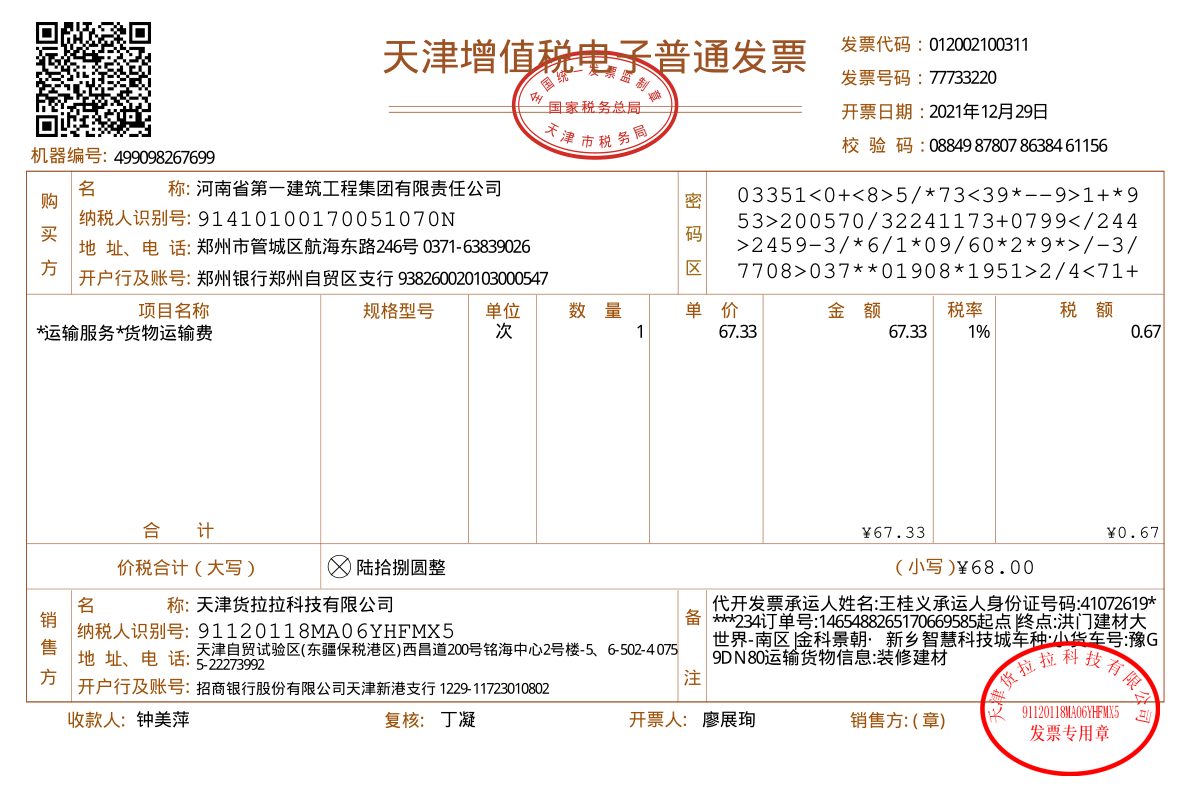 天津增值税电子普通发票
全国统一发票监制章
国家税务总局
天津市税务局
发票代码：012002100311
发票号码：77733220
开票日期：2021年12月29日
校 验 码：08849 87807 86384 61156
机器编号: 499098267699
购买方
名 称: 河南省第一建筑工程集团有限责任公司
纳税人识别号: 91410100170051070N
地 址、电 话: 郑州市管城区航海东路246号 0371-63839026
开户行及账号: 郑州银行郑州自贸区支行 938260020103000547
密码区
03351<0+<8>5/*73<39*--9>1+*9
53>200570/32241173+0799</244
>2459-3/*6/1*09/60*2*9*>/-3/
7708>037**01908*1951>2/4<71+
项目名称 规格型号 单位 数 量 单 价 金 额 税率 税 额
*运输服务*货物运输费 次 1 67.33 67.33 1% 0.67
合 计 ¥67.33 ¥0.67
价税合计（大写） ⊗陆拾捌圆整 （小写）¥68.00
销售方
名 称: 天津货拉拉科技有限公司
纳税人识别号: 91120118MA06YHFMX5
地 址、电 话: 天津自贸试验区(东疆保税港区)西昌道200号铭海中心2号楼-5、6-502-4 075
5-22273992
开户行及账号: 招商银行股份有限公司天津新港支行 1229-11723010802
备注
代开发票承运人姓名:王桂义承运人身份证号码:41072619*
***234订单号:1465488265170669585起点|终点:洪门建材大
世界-南区|金科景朝· 新乡智慧科技城车种:小货车号:豫G
9DN80运输货物信息:装修建材
收款人: 钟美萍 复核: 丁凝 开票人: 廖展珣 销售方:(章)
天津货拉拉科技有限公司
91120118MA06YHFMX5
发票专用章